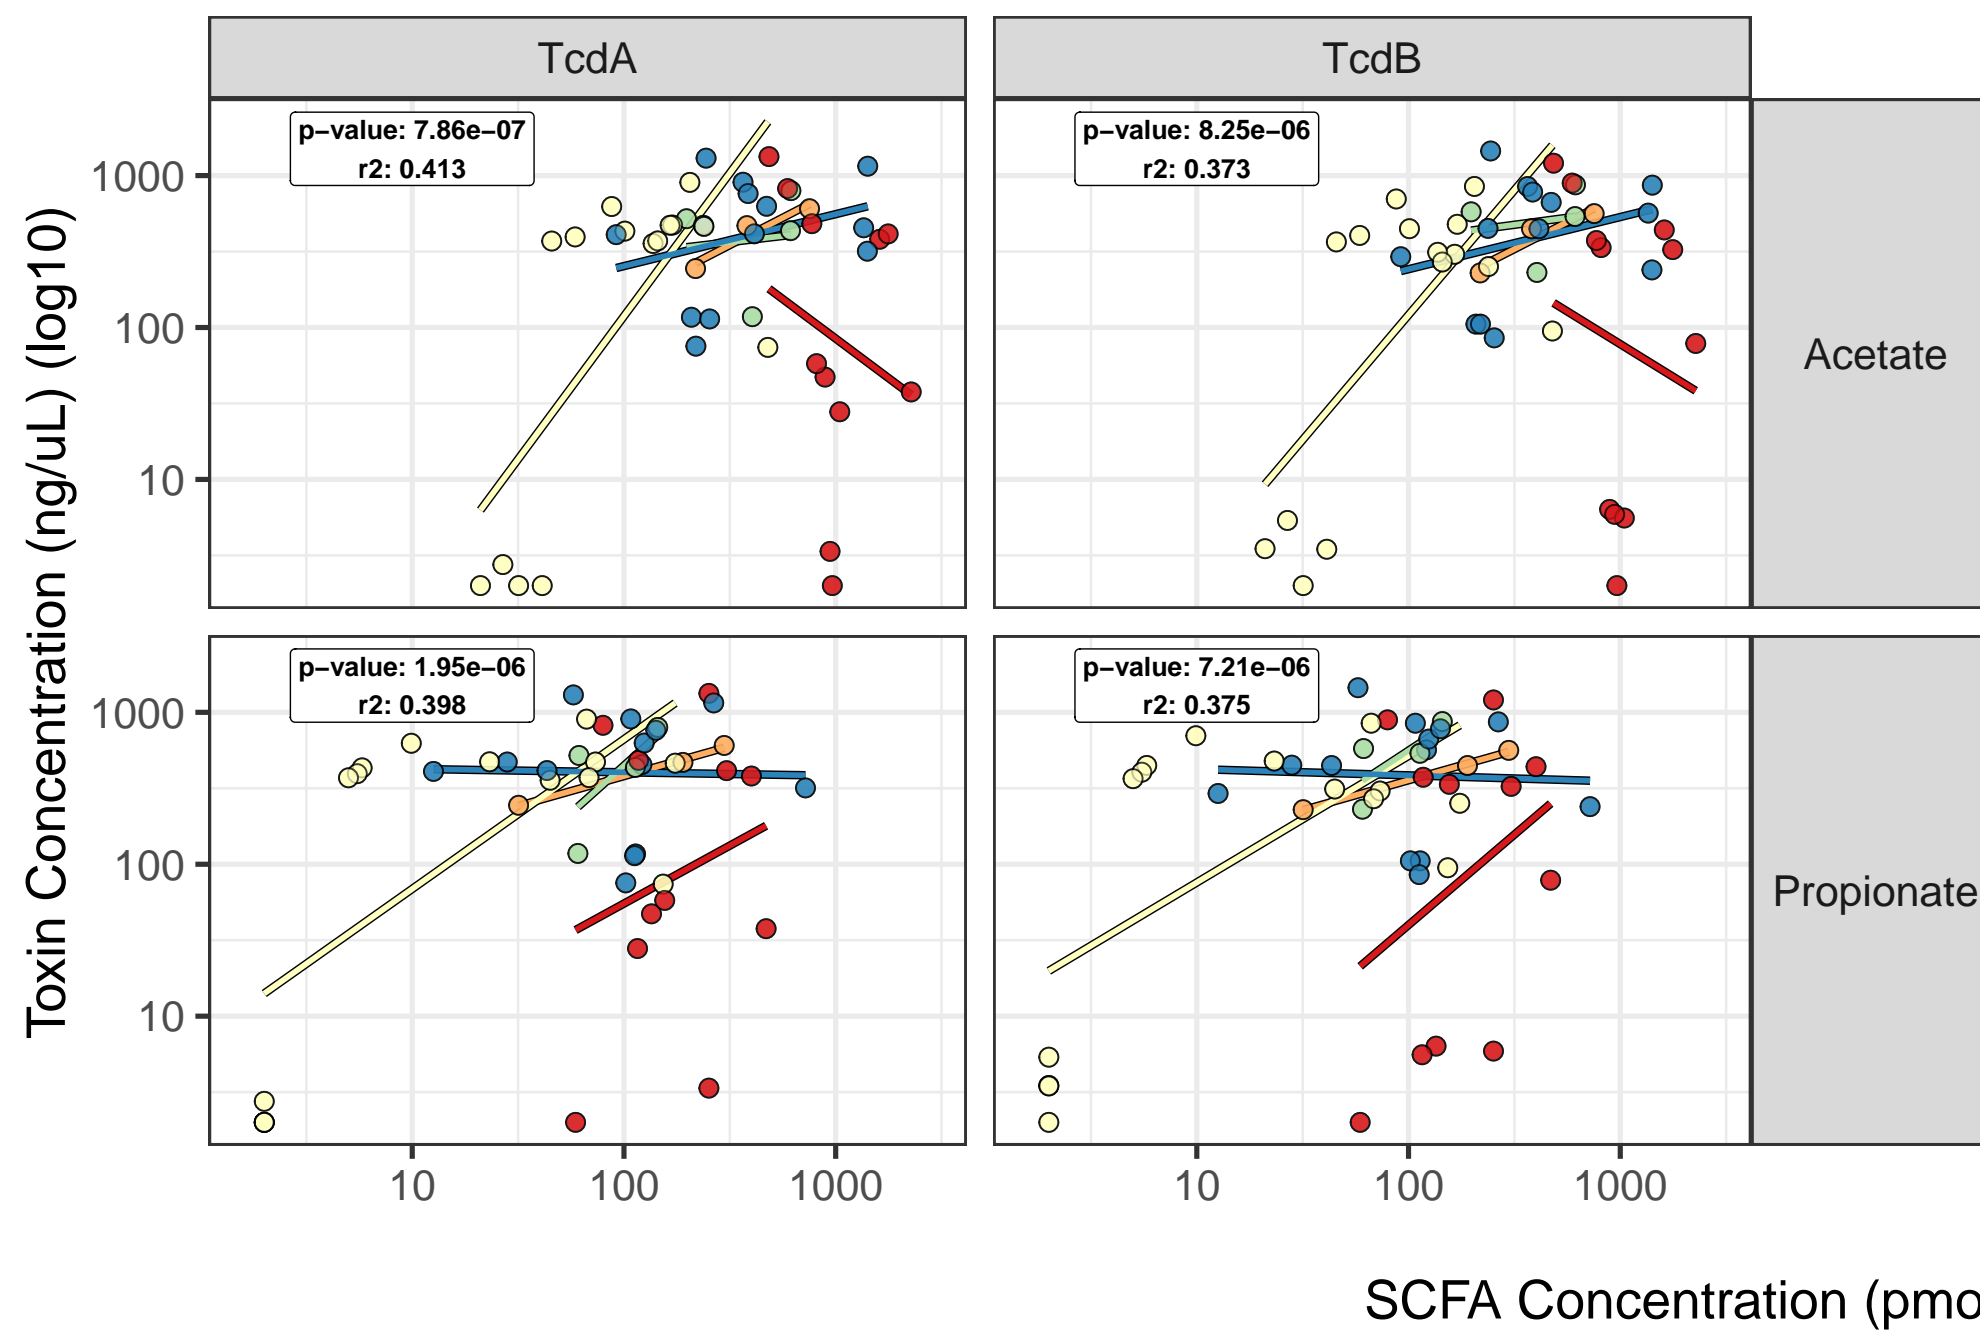 TcdA
TcdB
p−value: 7.86e−07
r2: 0.413
p−value: 8.25e−06
r2: 0.373
Acetate
1000
100
10
p−value: 1.95e−06
r2: 0.398
p−value: 7.21e−06
r2: 0.375
Propionate
1000
100
10
10
100
1000
10
100
1000
Toxin Concentration (ng/uL) (log10)
SCFA Concentration (pmo